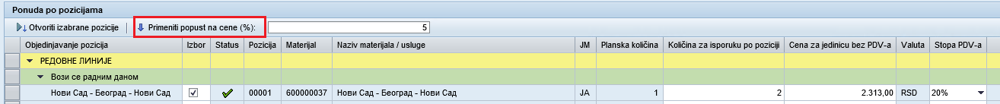 Ponuda po pozicijama
Otvoriti izabrane pozicije Primeniti popust na cene (%): 5
Objedinjavanje pozicija Izbor Status Pozicija Materijal Naziv materijala / usluge JM Planska količina Količina za isporuku po poziciji Cena za jedinicu bez PDV-a Valuta Stopa PDV-a
РЕДОВНЕ ЛИНИЈЕ
Вози се радним даном
Нови Сад - Београд - Нови Сад 00001 600000037 Нови Сад - Београд - Нови Сад JA 1 2 2.313,00 RSD 20%